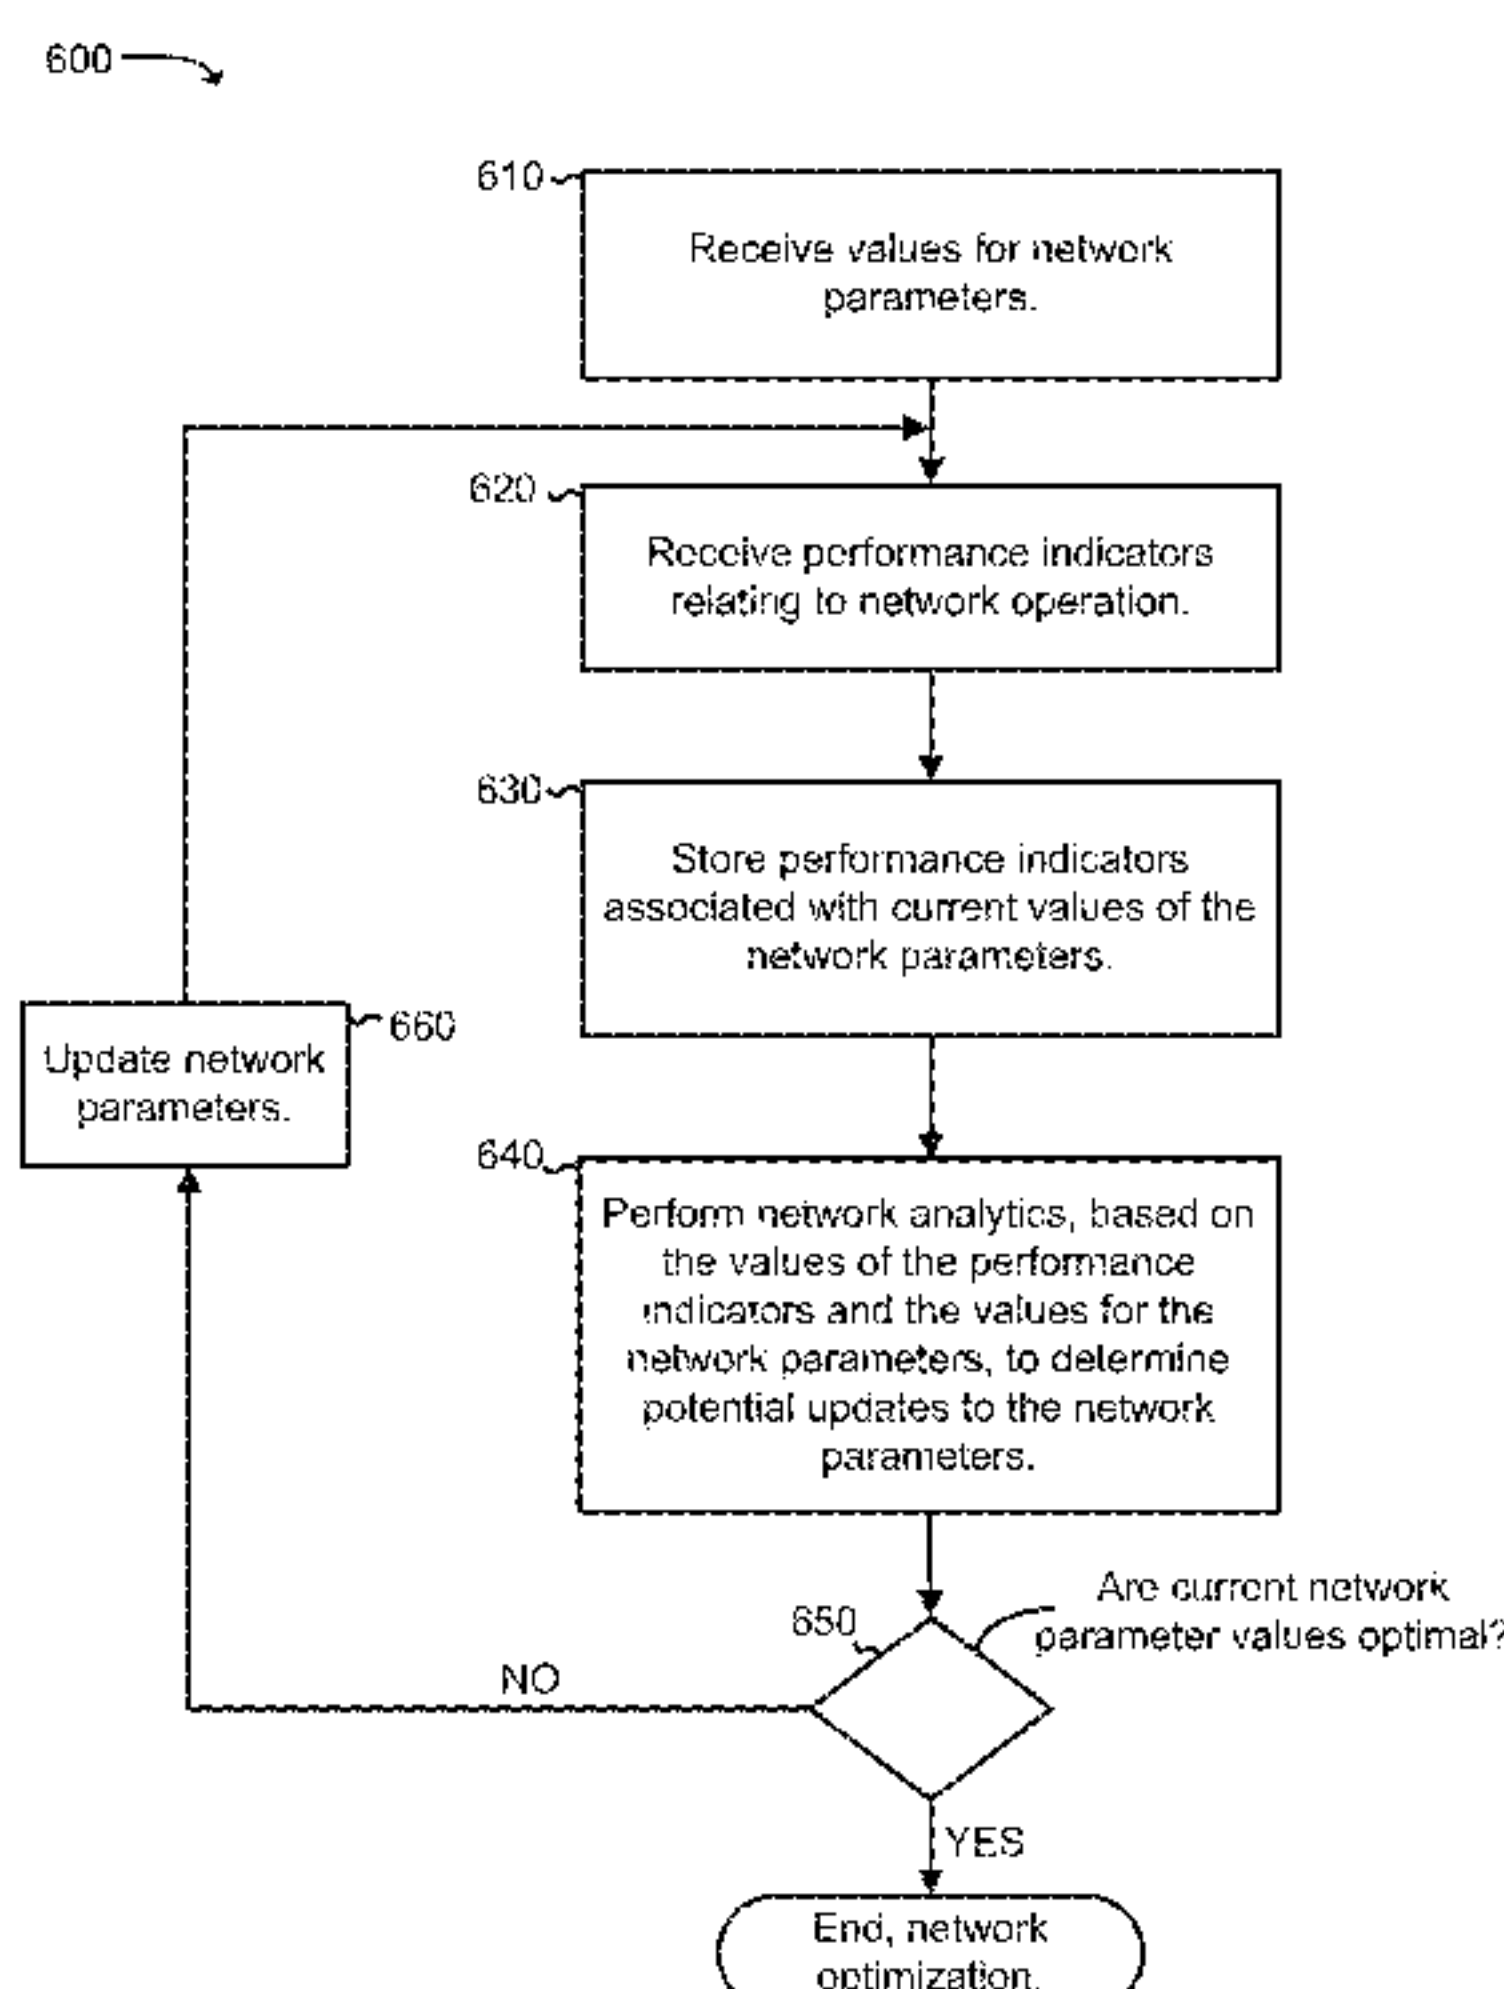 600
610
Receive values for network
parameters.
620
Receive performance indicators
relating to network operation.
630
Store performance indicators
associated with current values of the
network parameters.
660
Update network
parameters.
640
Perform network analytics, based on
the values of the performance
indicators and the values for the
network parameters, to determine
potential updates to the network
parameters.
650
Are current network
parameter values optimal?
NO
YES
End, network
optimization.